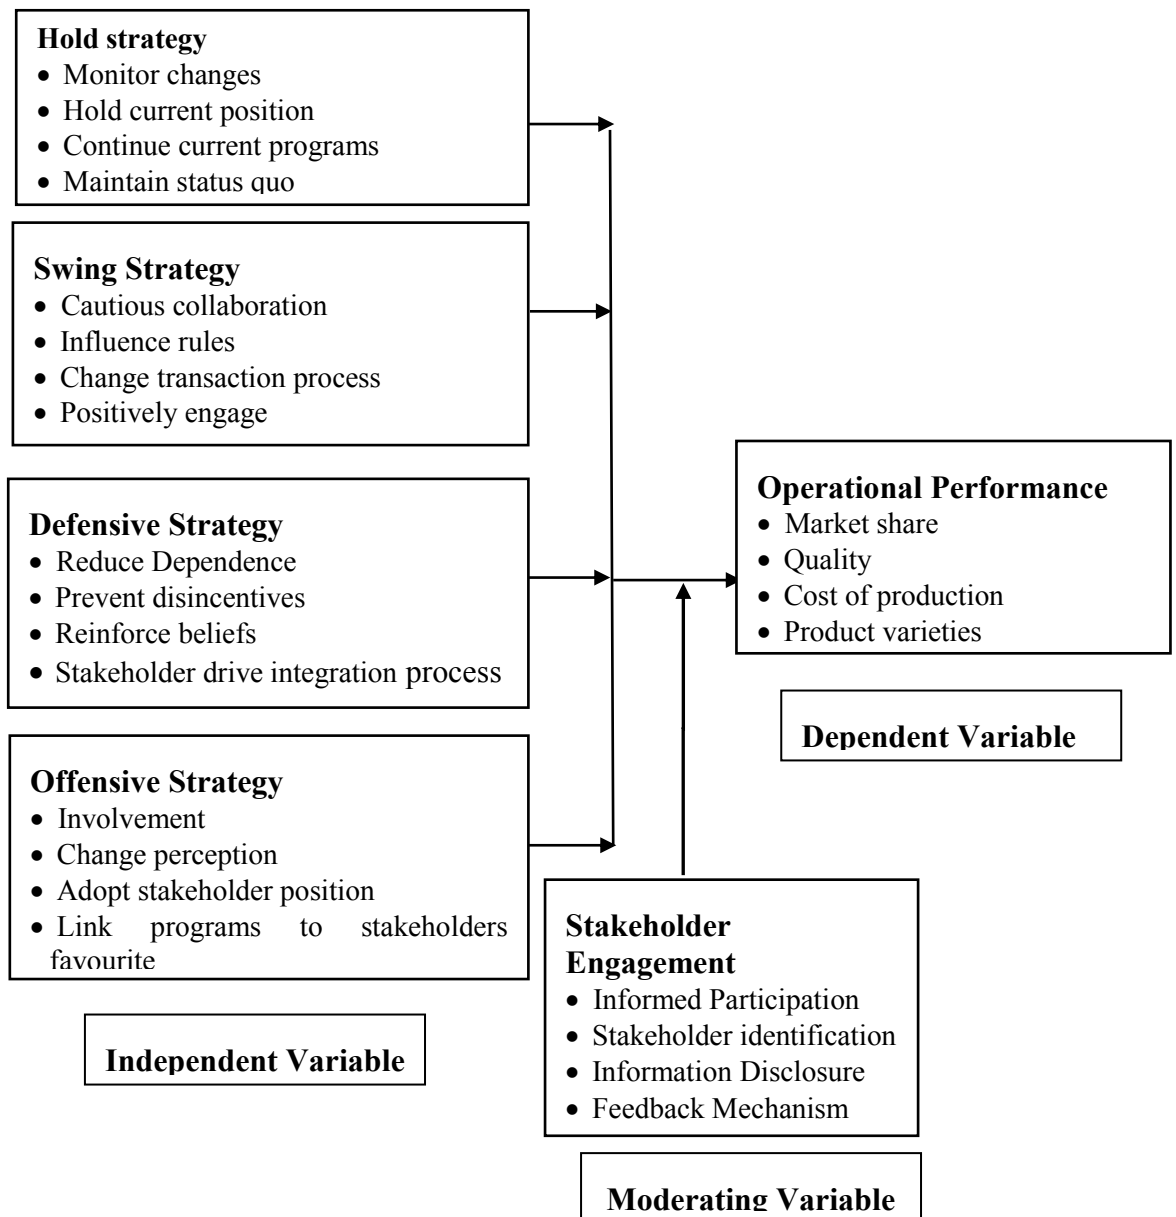 Hold strategy
• Monitor changes
• Hold current position
• Continue current programs
• Maintain status quo
Swing Strategy
• Cautious collaboration
• Influence rules
• Change transaction process
• Positively engage
Defensive Strategy
• Reduce Dependence
• Prevent disincentives
• Reinforce beliefs
• Stakeholder drive integration process
Offensive Strategy
• Involvement
• Change perception
• Adopt stakeholder position
• Link programs to stakeholders
favourite
Independent Variable
Operational Performance
• Market share
• Quality
• Cost of production
• Product varieties
Dependent Variable
Stakeholder
Engagement
• Informed Participation
• Stakeholder identification
• Information Disclosure
• Feedback Mechanism
Moderating Variable